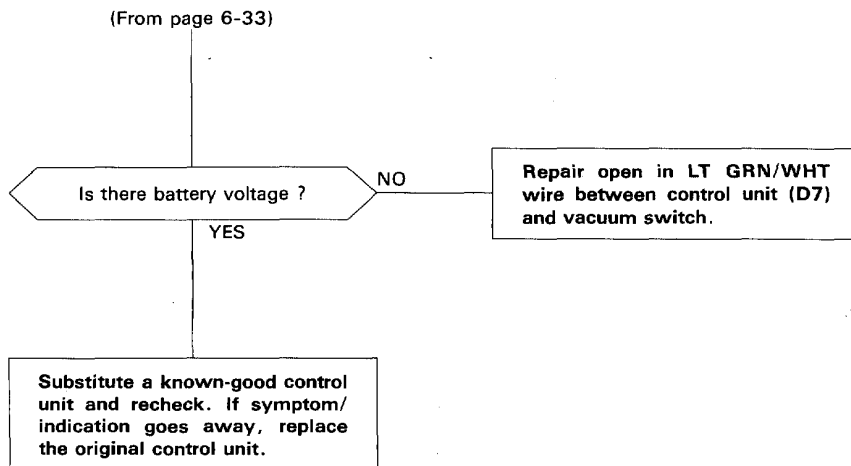 (From page 6-33)
Is there battery voltage ?
NO
Repair open in LT GRN/WHT
wire between control unit (D7)
and vacuum switch.
YES
Substitute a known-good control
unit and recheck. If symptom/
indication goes away, replace
the original control unit.